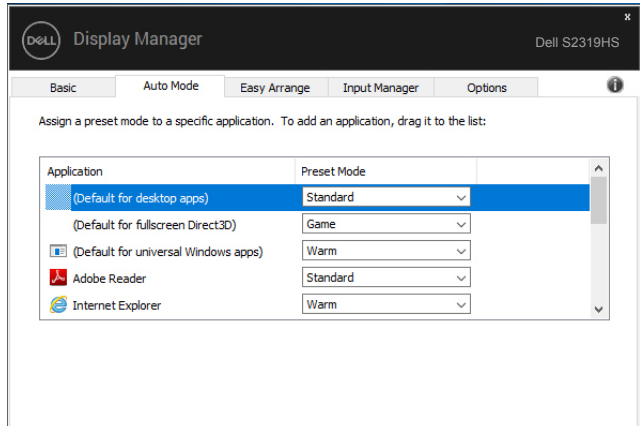 DELL Display Manager
x
Dell S2319HS
Basic Auto Mode Easy Arrange Input Manager Options
Assign a preset mode to a specific application. To add an application, drag it to the list:
Application Preset Mode
(Default for desktop apps) Standard
(Default for fullscreen Direct3D) Game
(Default for universal Windows apps) Warm
Adobe Reader Standard
Internet Explorer Warm